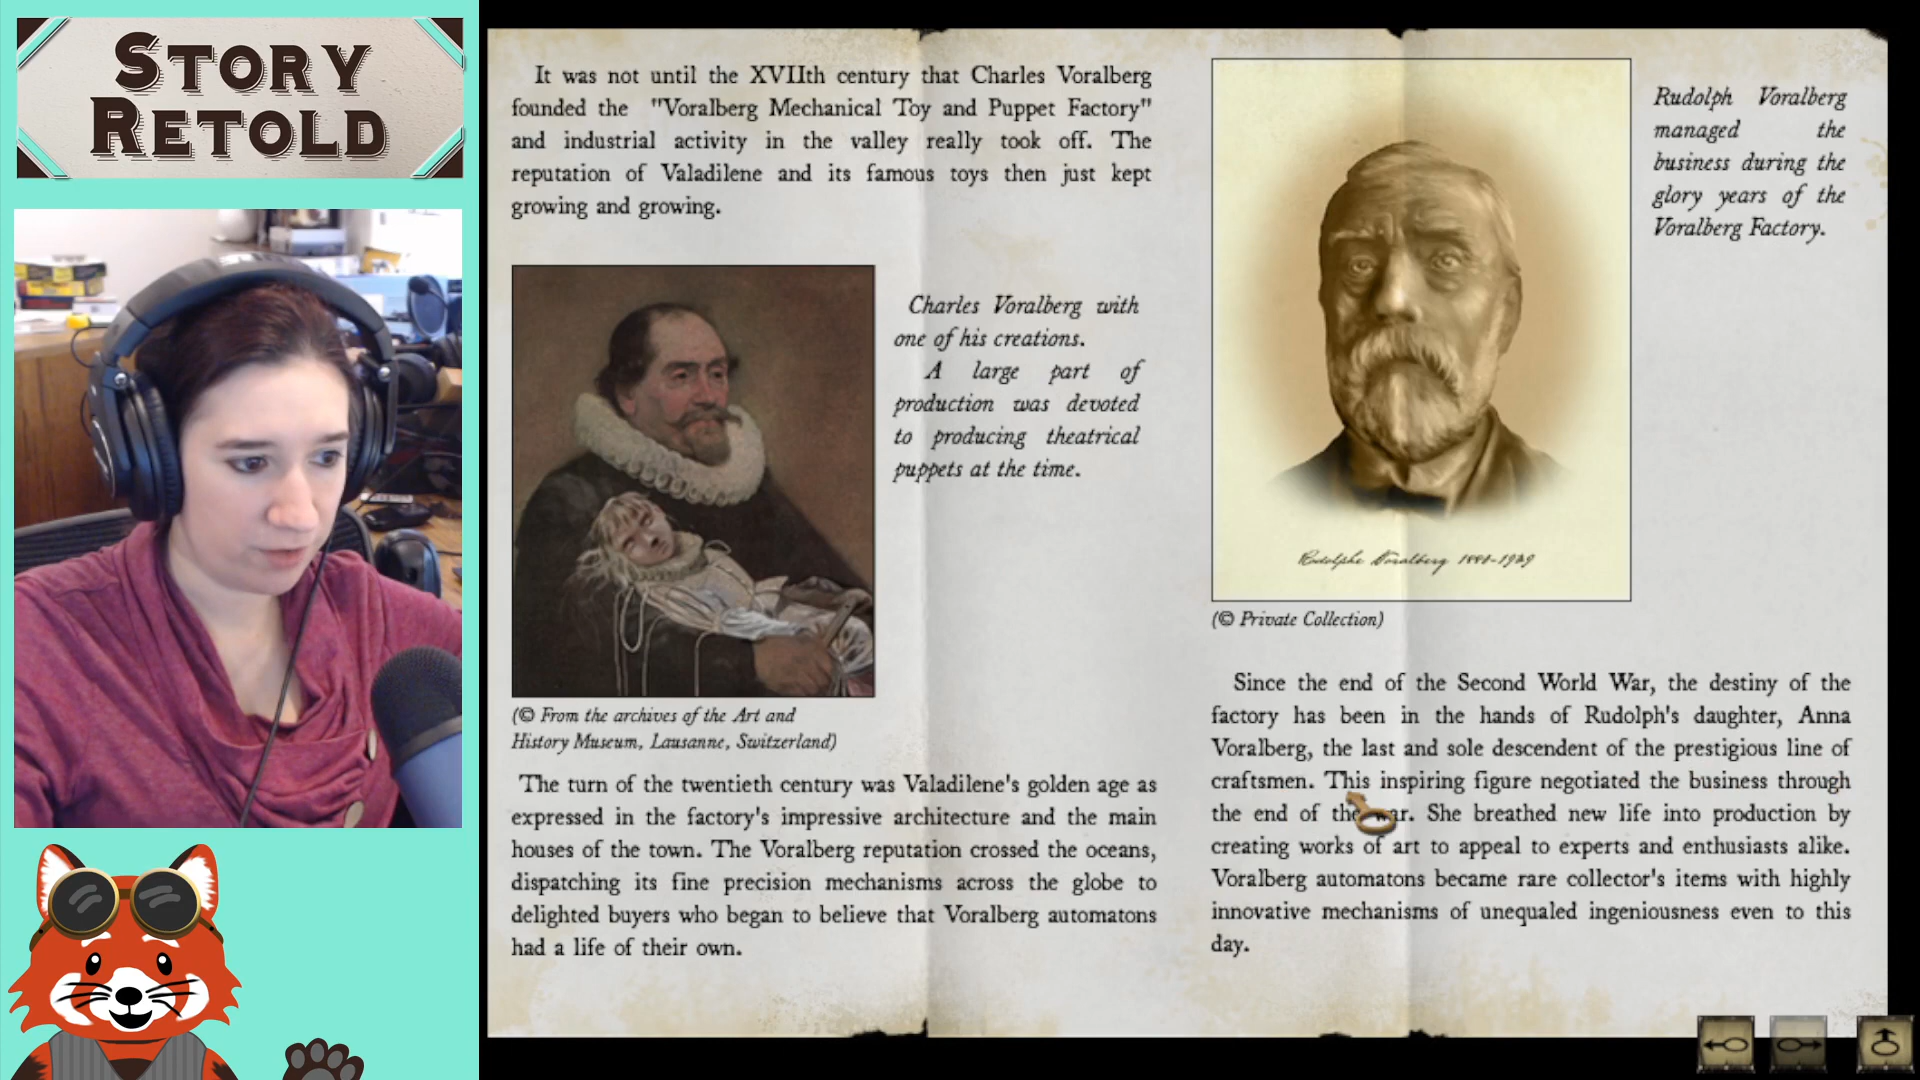 STORY
RETOLD
It was not until the XVIIth century that Charles Voralberg
founded the "Voralberg Mechanical Toy and Puppet Factory"
and industrial activity in the valley really took off. The
reputation of Valadilene and its famous toys then just kept
growing and growing.
Charles Voralberg with
one of his creations.
A large part of
production was devoted
to producing theatrical
puppets at the time.
(© From the archives of the Art and
History Museum, Lausanne, Switzerland)
The turn of the twentieth century was Valadilene's golden age as
expressed in the factory's impressive architecture and the main
houses of the town. The Voralberg reputation crossed the oceans,
dispatching its fine precision mechanisms across the globe to
delighted buyers who began to believe that Voralberg automatons
had a life of their own.
Rudolph Voralberg
managed the
business during the
glory years of the
Voralberg Factory.
Rudolphe Voralberg
(© Private Collection)
Since the end of the Second World War, the destiny of the
factory has been in the hands of Rudolph's daughter, Anna
Voralberg, the last and sole descendent of the prestigious line of
craftsmen. This inspiring figure negotiated the business through
the end of the war. She breathed new life into production by
creating works of art to appeal to experts and enthusiasts alike.
Voralberg automatons became rare collector's items with highly
innovative mechanisms of unequaled ingeniousness even to this
day.